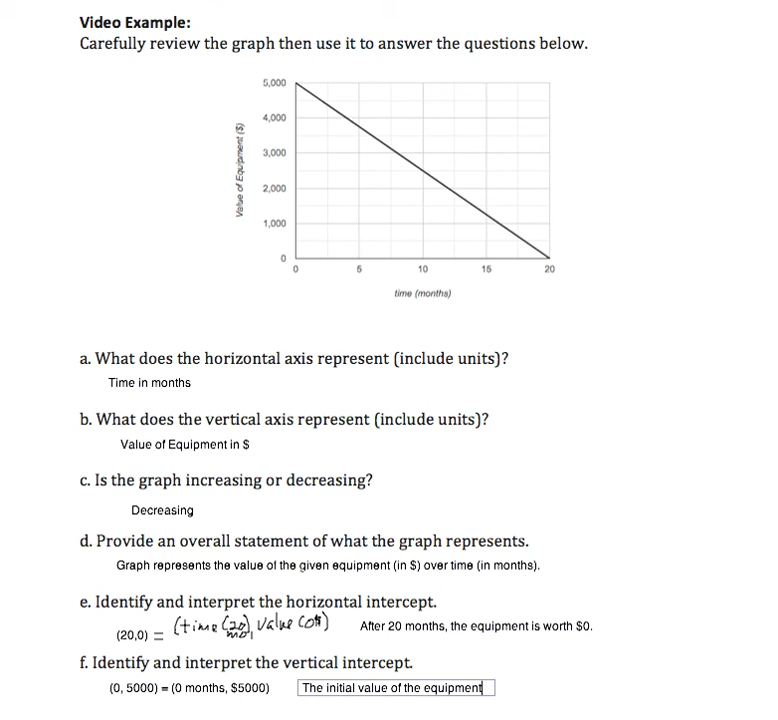 Video Example:
Carefully review the graph then use it to answer the questions below.
5,000
4,000
3,000
2,000
1,000
0
Value of Equipment ($)
0 5 10 15 20
time (months)
a. What does the horizontal axis represent (include units)?
Time in months
b. What does the vertical axis represent (include units)?
Value of Equipment in $
c. Is the graph increasing or decreasing?
Decreasing
d. Provide an overall statement of what the graph represents.
Graph represents the value of the given equipment (in $) over time (in months).
e. Identify and interpret the horizontal intercept.
(20,0) = (time (20 mo), value (0$) After 20 months, the equipment is worth $0.
f. Identify and interpret the vertical intercept.
(0, 5000) = (0 months, $5000) The initial value of the equipment